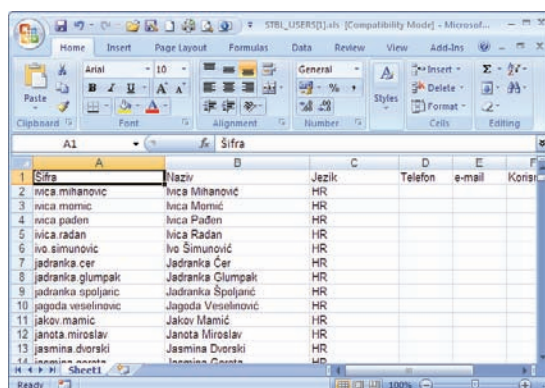 STBL_USERS[1].xls [Compatibility Mode] - Microsof...
Home Insert Page Layout Formulas Data Review View Add-Ins
Paste
Arial 10
B I U A A
General
% ,
Styles
Insert
Delete
Format
Σ
Clipboard Font Alignment Number Cells Editing
A1 fx Šifra
A B C D E F
1 Šifra Naziv Jezik Telefon e-mail
2 ivica.mihanovic Ivica Mihanović HR
3 ivica.momic Ivica Momić HR
4 ivica.paden Ivica Pađen HR
5 ivica.radan Ivica Radan HR
6 ivo.simunovic Ivo Šimunović HR
7 jadranka.cer Jadranka Čer HR
8 jadranka.glumpak Jadranka Glumpak HR
9 jadranka.spoljaric Jadranka Špoljarić HR
10 jagoda.veselinovic Jagoda Veselinović HR
11 jakov.mamic Jakov Mamić HR
12 janota.miroslav Janota Miroslav HR
13 jasmina.dvorski Jasmina Dvorski HR
14
Sheet1
Ready 100%